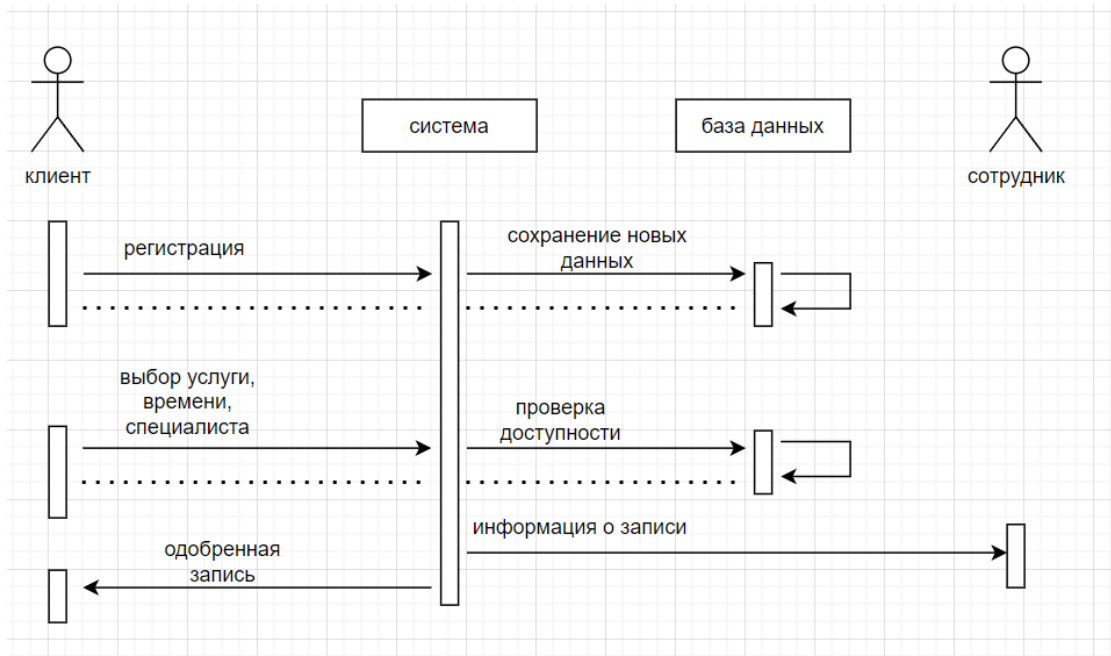 система
база данных
клиент
сотрудник
регистрация
сохранение новых
данных
выбор услуги,
времени,
специалиста
проверка
доступности
информация о записи
одобренная
запись